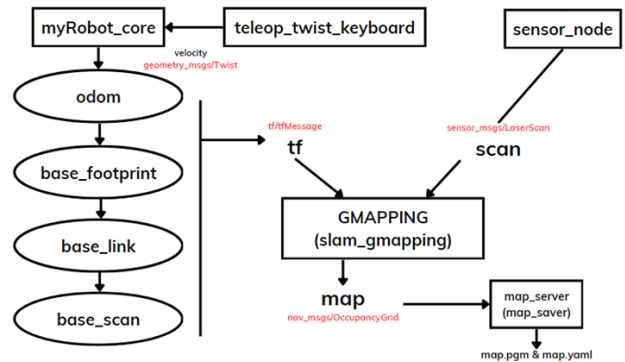 myRobot_core
teleop_twist_keyboard
sensor_node
velocity
geometry_msgs/Twist
odom
tf/tfMessage
tf
sensor_msgs/LaserScan
scan
base_footprint
GMAPPING
(slam_gmapping)
base_link
map
nav_msgs/OccupancyGrid
map_server
(map_saver)
base_scan
map.pgm & map.yaml